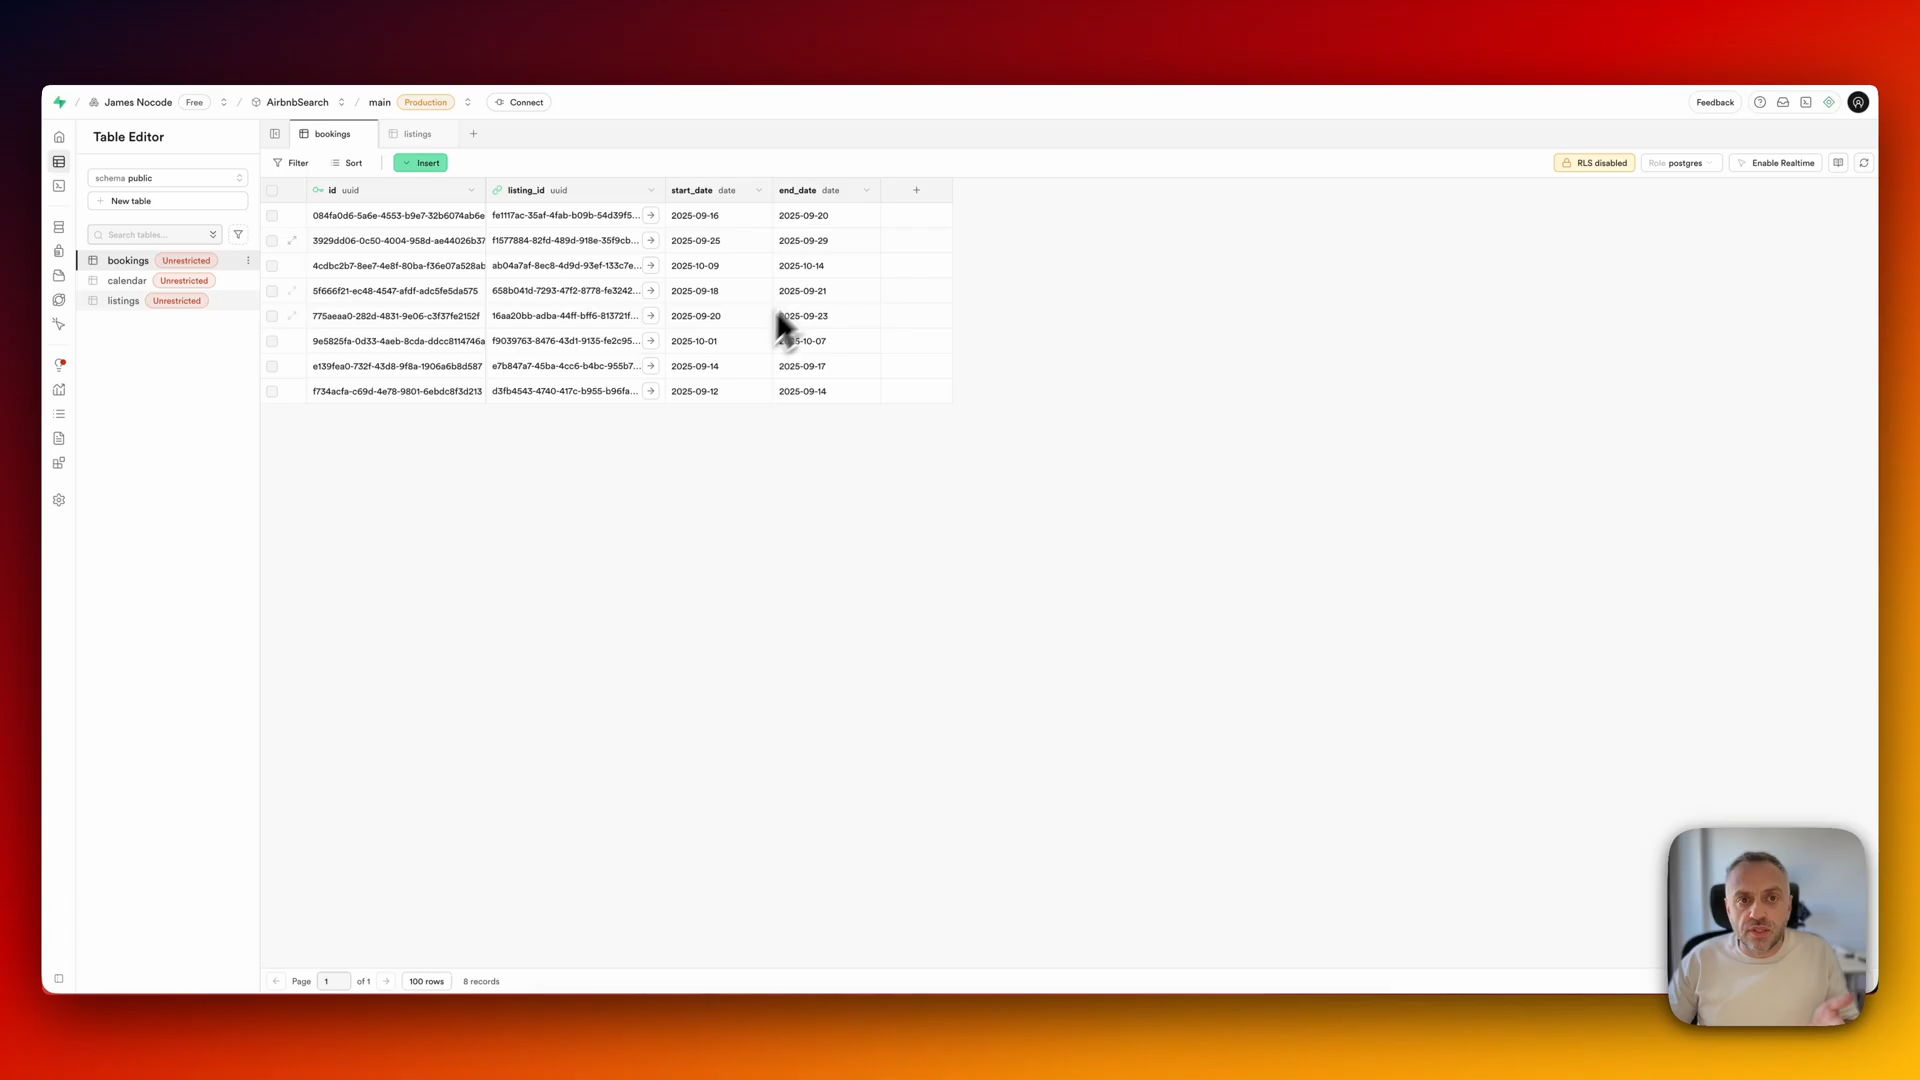 / James Nocode Free / AirbnbSearch / main Production Connect Feedback
Table Editor
bookings listings
Filter Sort Insert RLS disabled Role postgres Enable Realtime
schema public
New table
Search tables...
bookings Unrestricted
calendar Unrestricted
listings Unrestricted
id uuid listing_id uuid start_date date end_date date
084fa0d6-5a6e-4553-b9e7-32b6074ab6e fe1117ac-35af-4fab-b09b-54d39f5... 2025-09-16 2025-09-20
3929dd06-0c50-4004-958d-ae44026b37 f1577884-82fd-489d-918e-35f9cb... 2025-09-25 2025-09-29
4cdbc2b7-8ee7-4e8f-80ba-f36e07a528ab ab04a7af-8ec8-4d9d-93ef-133c7e... 2025-10-09 2025-10-14
5f666f21-ec48-4547-afdf-adc5fe5da575 658b041d-7293-47f2-8778-fe3242... 2025-09-18 2025-09-21
775aeaa0-282d-4831-9e06-c3f37fe2152f 16aa20bb-adba-44ff-bff6-813721f... 2025-09-20 05-09-23
9e5825fa-0d33-4aeb-8cda-ddcc8114746a f9039763-8476-43d1-9135-fe2c95... 2025-10-01 5-10-07
e139fea0-732f-43d8-9f8a-1906a6b8d587 e7b847a7-45ba-4cc6-b4bc-955b7... 2025-09-14 2025-09-17
f734acfa-c69d-4e78-9801-6ebdc8f3d213 d3fb4543-4740-417c-b955-b96fa... 2025-09-12 2025-09-14
Page 1 of 1 100 rows 8 records